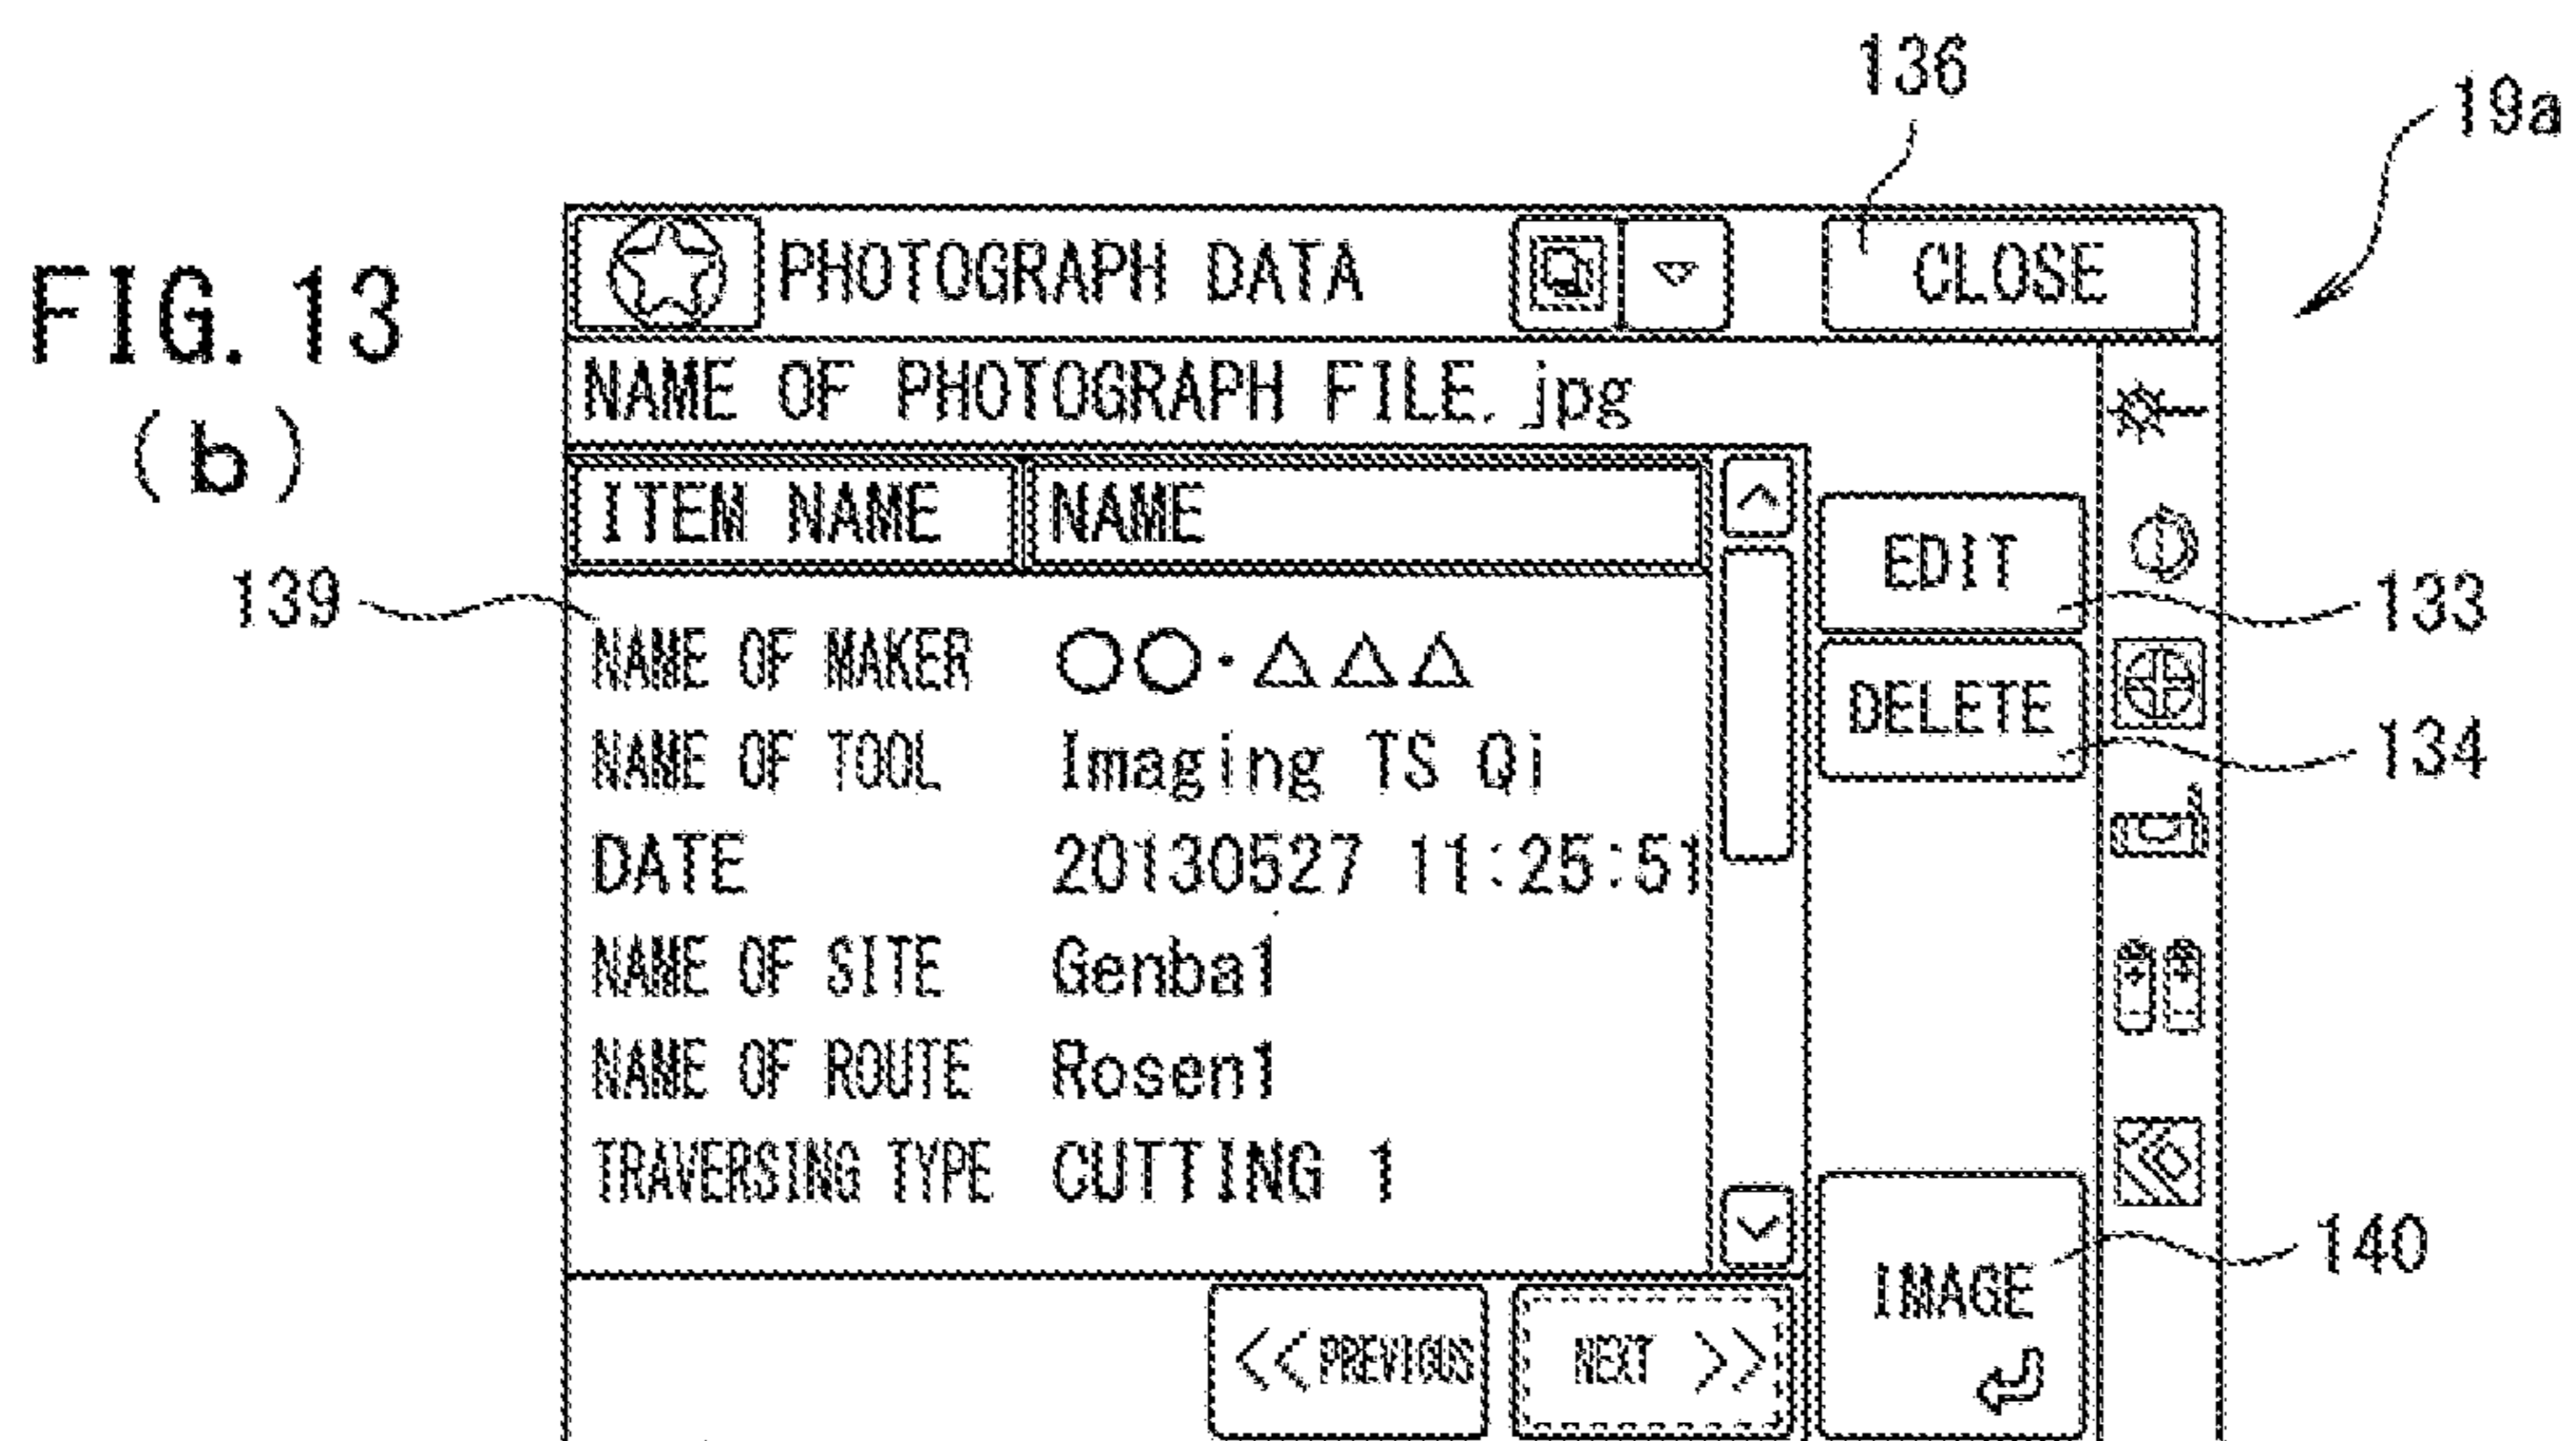 136
19a
FIG. 13
(b)
PHOTOGRAPH DATA
CLOSE
NAME OF PHOTOGRAPH FILE. jpg
ITEM NAME NAME
EDIT
139
133
NAME OF MAKER ○○・△△△
DELETE
134
NAME OF TOOL Imaging TS Qi
DATE 20130527 11:25:51
NAME OF SITE Genba1
NAME OF ROUTE Rosen1
TRAVERSING TYPE CUTTING 1
140
IMAGE
<<PREVIOUS NEXT >>